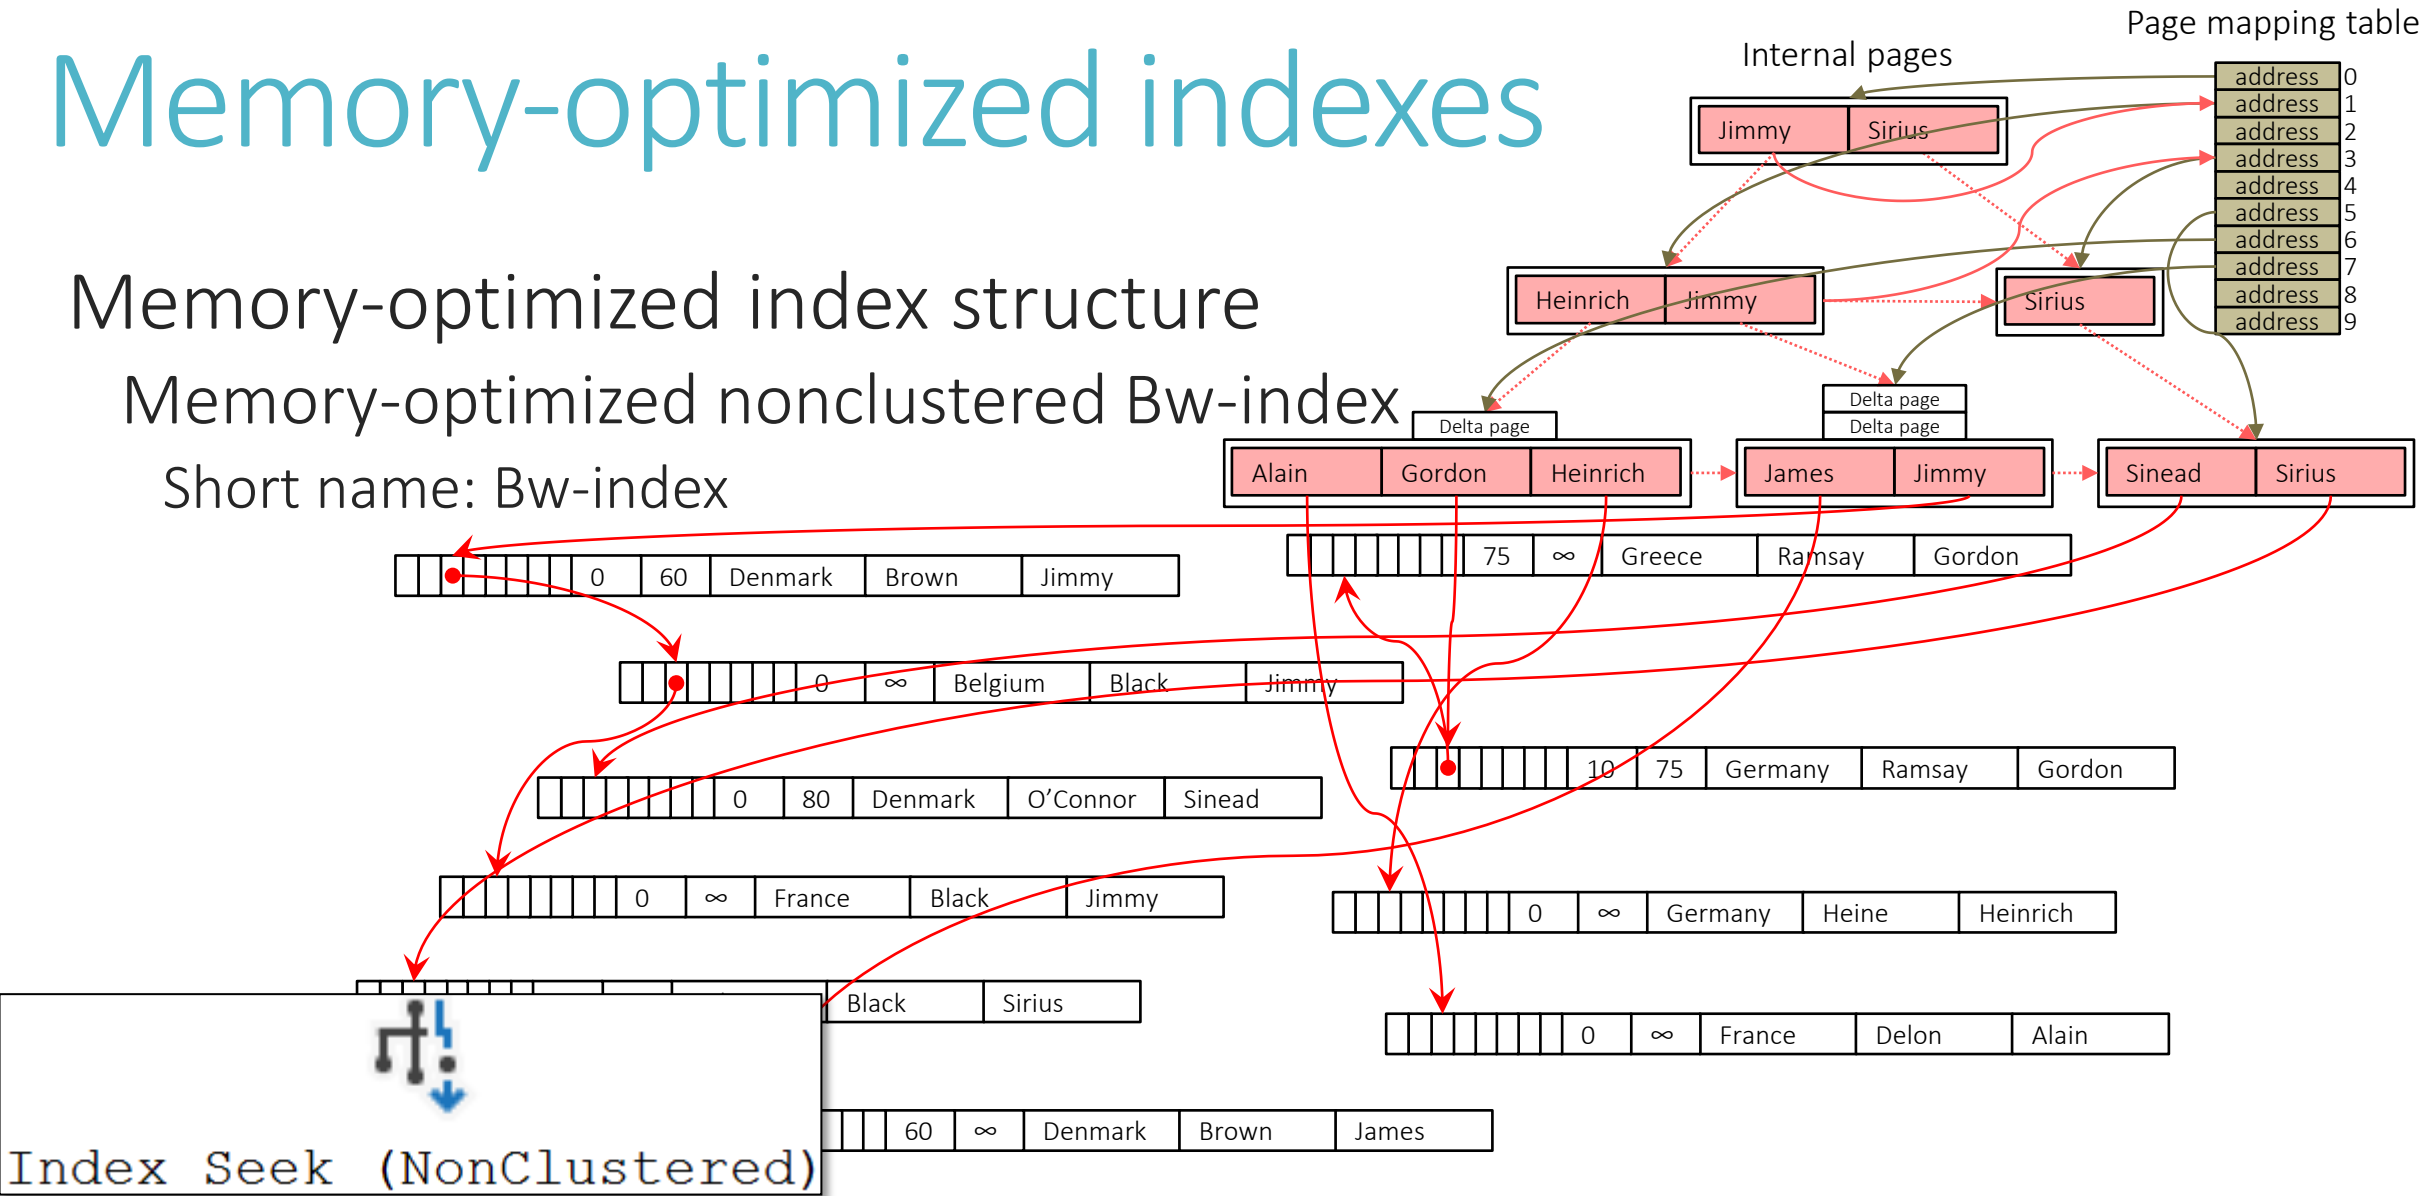 Memory-optimized indexes
Memory-optimized index structure
Memory-optimized nonclustered Bw-index
Short name: Bw-index
Page mapping table
Internal pages
address 0
address 1
address 2
address 3
address 4
address 5
address 6
address 7
address 8
address 9
Jimmy Sirius
Heinrich Jimmy
Sirius
Delta page
Delta page
Delta page
Alain Gordon Heinrich
James Jimmy
Sinead Sirius
0 60 Denmark Brown Jimmy
75 ∞ Greece Ramsay Gordon
0 ∞ Belgium Black Jimmy
10 75 Germany Ramsay Gordon
0 80 Denmark O’Connor Sinead
0 ∞ France Black Jimmy
0 ∞ Germany Heine Heinrich
Black Sirius
0 ∞ France Delon Alain
60 ∞ Denmark Brown James
Index Seek (NonClustered)